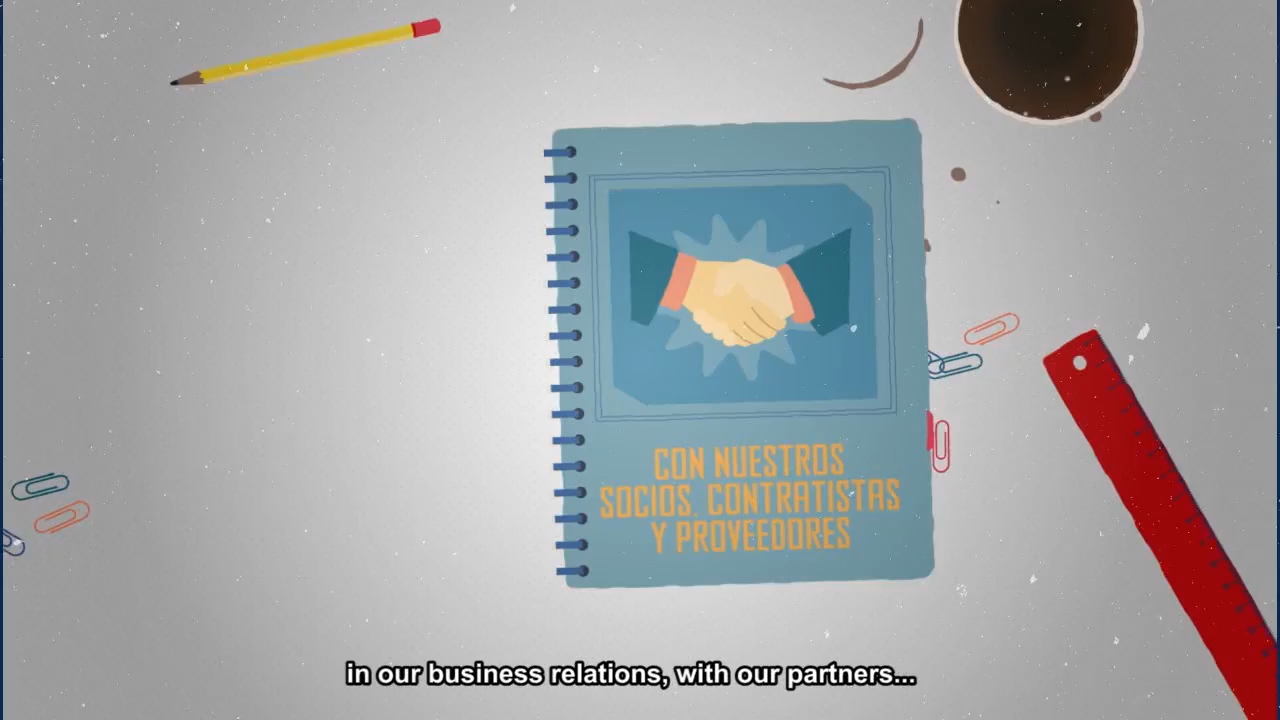 CON NUESTROS
SOCIOS, CONTRATISTAS
Y PROVEEDORES
in our business relations, with our partners...